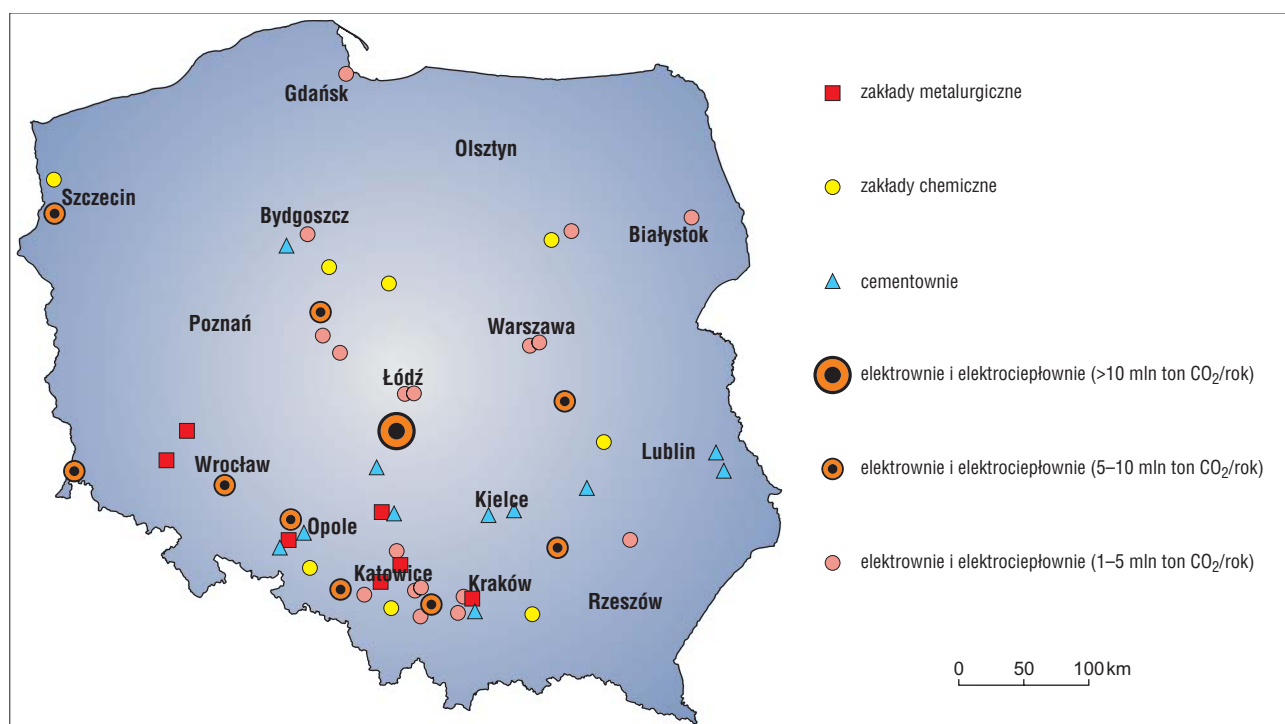 Gdańsk
Olsztyn
Szczecin
Bydgoszcz
Białystok
Poznań
Warszawa
Łódź
Wrocław
Lublin
Kielce
Opole
Katowice
Kraków
Rzeszów
zakłady metalurgiczne
zakłady chemiczne
cementownie
elektrownie i elektrociepłownie (>10 mln ton CO₂/rok)
elektrownie i elektrociepłownie (5–10 mln ton CO₂/rok)
elektrownie i elektrociepłownie (1–5 mln ton CO₂/rok)
0 50 100 km